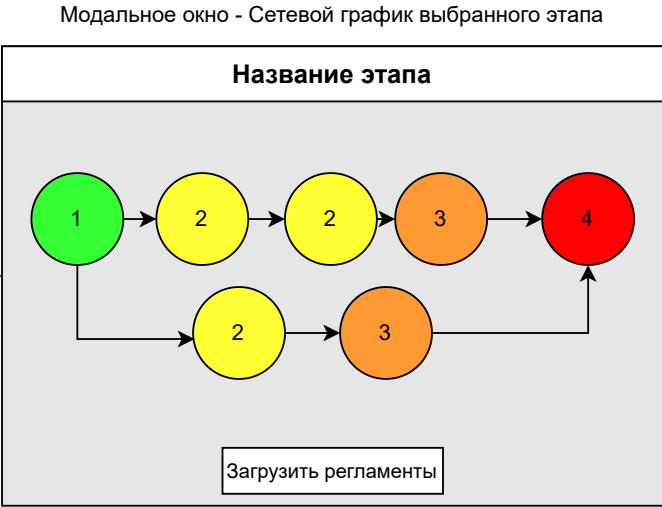 Модальное окно - Сетевой график выбранного этапа
Название этапа
1
2
2
3
4
2
3
Загрузить регламенты